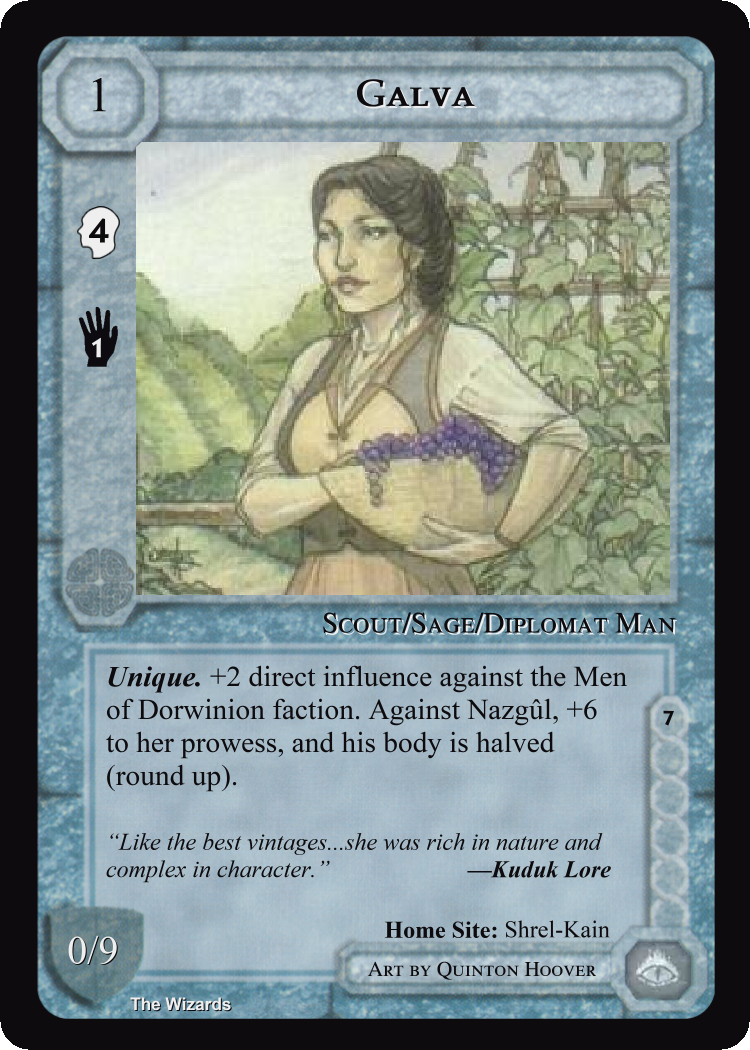 1
GALVA
4
1
SCOUT/SAGE/DIPLOMAT MAN
Unique. +2 direct influence against the Men
of Dorwinion faction. Against Nazgûl, +6
to her prowess, and his body is halved
(round up).
7
“Like the best vintages...she was rich in nature and
complex in character.” —Kuduk Lore
Home Site: Shrel-Kain
0/9
ART BY QUINTON HOOVER
The Wizards